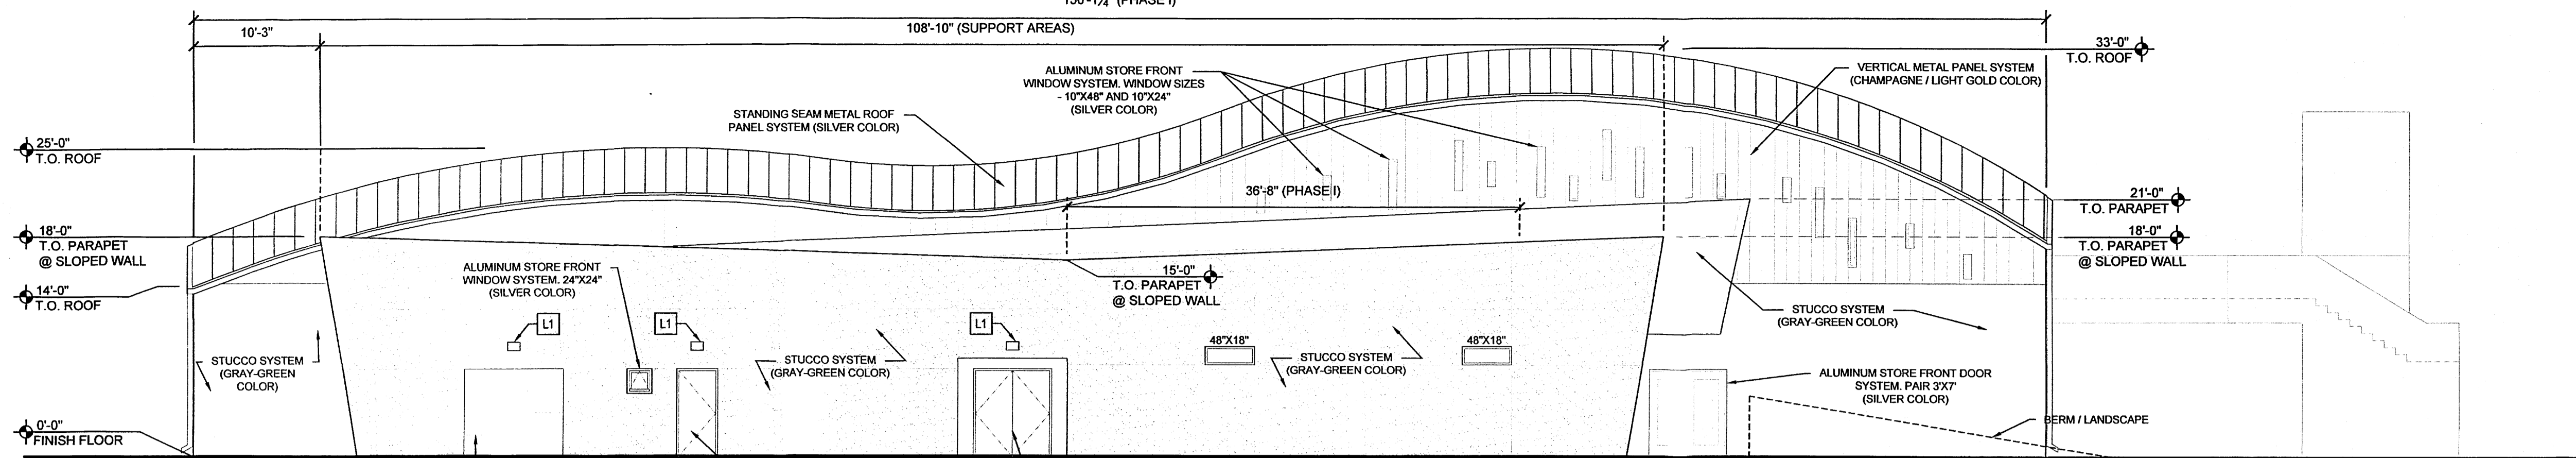 (PHASE I)
10'-3"
108'-10" (SUPPORT AREAS)
33'-0"
T.O. ROOF
ALUMINUM STORE FRONT
WINDOW SYSTEM. WINDOW SIZES
- 10"X48" AND 10"X24"
(SILVER COLOR)
VERTICAL METAL PANEL SYSTEM
(CHAMPAGNE / LIGHT GOLD COLOR)
STANDING SEAM METAL ROOF
PANEL SYSTEM (SILVER COLOR)
25'-0"
T.O. ROOF
36'-8" (PHASE I)
21'-0"
T.O. PARAPET
18'-0"
T.O. PARAPET
@ SLOPED WALL
18'-0"
T.O. PARAPET
@ SLOPED WALL
ALUMINUM STORE FRONT
WINDOW SYSTEM. 24"X24"
(SILVER COLOR)
15'-0"
T.O. PARAPET
@ SLOPED WALL
14'-0"
T.O. ROOF
STUCCO SYSTEM
(GRAY-GREEN COLOR)
L1
L1
L1
48"X18"
48"X18"
STUCCO SYSTEM
(GRAY-GREEN
COLOR)
STUCCO SYSTEM
(GRAY-GREEN COLOR)
STUCCO SYSTEM
(GRAY-GREEN COLOR)
ALUMINUM STORE FRONT DOOR
SYSTEM. PAIR 3'X7'
(SILVER COLOR)
BERM / LANDSCAPE
0'-0"
FINISH FLOOR